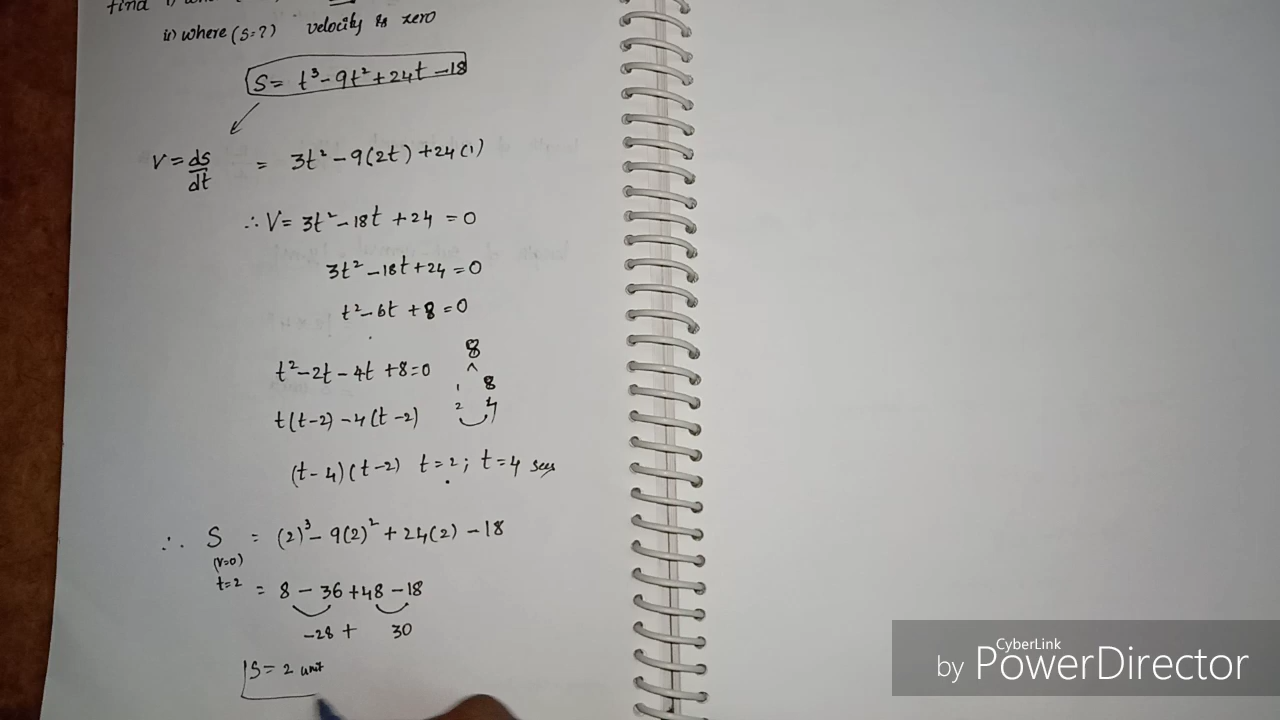 find i) when
ii) where (s=?) velocity is zero
S = t³ - 9t² + 24t - 18
V = ds/dt = 3t² - 9(2t) + 24(1)
∴ V = 3t² - 18t + 24 = 0
3t² - 18t + 24 = 0
t² - 6t + 8 = 0
t² - 2t - 4t + 8 = 0
8
^
1 8
2 4
t(t-2) - 4(t-2)
(t-4)(t-2) t = 2; t = 4 secs
∴ S = (2)³ - 9(2)² + 24(2) - 18
(v=0)
t=2 = 8 - 36 + 48 - 18
-28 + 30
S = 2 unit
CyberLink
by PowerDirector